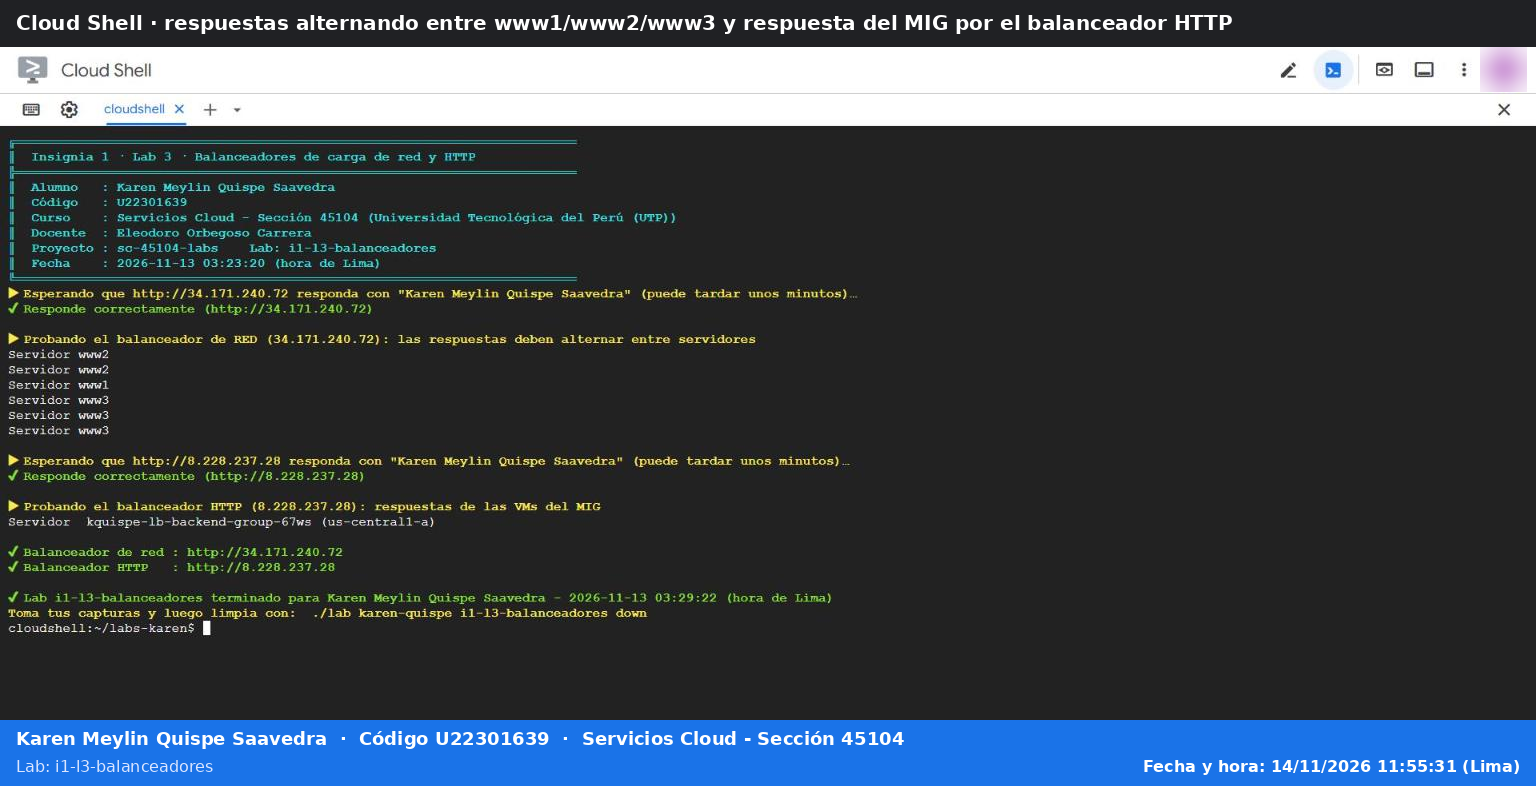 Cloud Shell · respuestas alternando entre www1/www2/www3 y respuesta del MIG por el balanceador HTTP
Cloud Shell
cloudshell
Insignia 1 · Lab 3 · Balanceadores de carga de red y HTTP
Alumno : Karen Meylin Quispe Saavedra
Código : U22301639
Curso : Servicios Cloud - Sección 45104 (Universidad Tecnológica del Perú (UTP))
Docente : Eleodoro Orbegoso Carrera
Proyecto : sc-45104-labs Lab: i1-l3-balanceadores
Fecha : 2026-11-13 03:23:20 (hora de Lima)
▶ Esperando que http://34.171.240.72 responda con "Karen Meylin Quispe Saavedra" (puede tardar unos minutos)…
✔ Responde correctamente (http://34.171.240.72)
▶ Probando el balanceador de RED (34.171.240.72): las respuestas deben alternar entre servidores
Servidor www2
Servidor www2
Servidor www1
Servidor www3
Servidor www3
Servidor www3
▶ Esperando que http://8.228.237.28 responda con "Karen Meylin Quispe Saavedra" (puede tardar unos minutos)…
✔ Responde correctamente (http://8.228.237.28)
▶ Probando el balanceador HTTP (8.228.237.28): respuestas de las VMs del MIG
Servidor kquispe-lb-backend-group-67ws (us-central1-a)
✔ Balanceador de red : http://34.171.240.72
✔ Balanceador HTTP : http://8.228.237.28
✔ Lab i1-l3-balanceadores terminado para Karen Meylin Quispe Saavedra - 2026-11-13 03:29:22 (hora de Lima)
Toma tus capturas y luego limpia con: ./lab karen-quispe i1-l3-balanceadores down
cloudshell:~/labs-karen$
Karen Meylin Quispe Saavedra · Código U22301639 · Servicios Cloud - Sección 45104
Lab: i1-l3-balanceadores
Fecha y hora: 14/11/2026 11:55:31 (Lima)